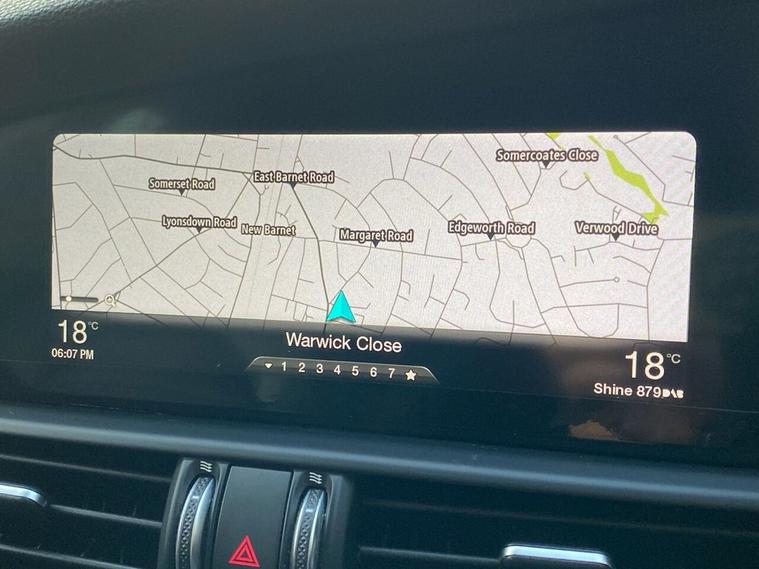 Somercoates Close
East Barnet Road
Somerset Road
Lyonsdown Road
New Barnet
Margaret Road
Edgeworth Road
Verwood Drive
18°C
06:07 PM
Warwick Close
1 2 3 4 5 6 7
18°C
Shine 879 DAB